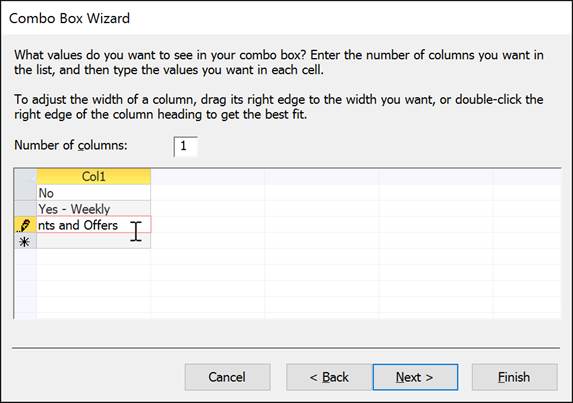 Combo Box Wizard
What values do you want to see in your combo box? Enter the number of columns you want in
the list, and then type the values you want in each cell.
To adjust the width of a column, drag its right edge to the width you want, or double-click the
right edge of the column heading to get the best fit.
Number of columns: 1
Col1
No
Yes - Weekly
nts and Offers
Cancel < Back Next > Finish